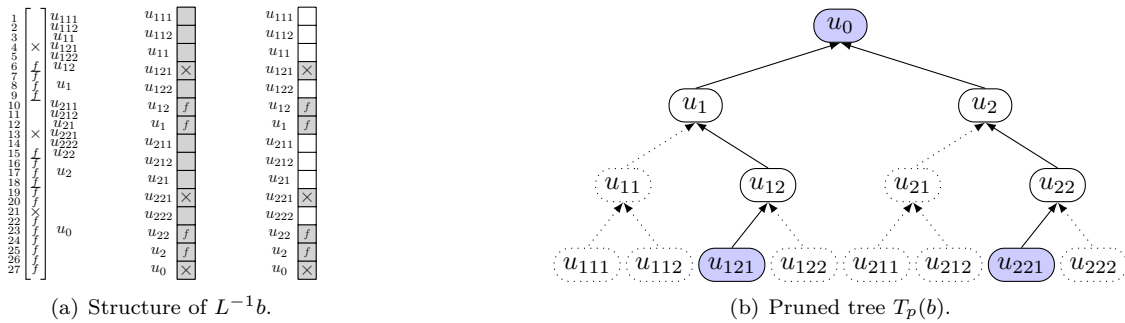 1 u111
2 u112
3 u11
4 × u121
5 u122
6 f u12
7 f
8 f u1
9 f
10 u211
11 u212
12 u21
13 × u221
14 u222
15 f u22
16 f
17 f u2
18 f
19 f
20 f
21 ×
22 f
23 f u0
24 f
25 f
26 f
27 f
u111
u112
u11
u121 ×
u122
u12 f
u1 f
u211
u212
u21
u221 ×
u222
u22 f
u2 f
u0 ×
u111
u112
u11
u121 ×
u122
u12 f
u1 f
u211
u212
u21
u221 ×
u222
u22 f
u2 f
u0 ×
(a) Structure of L⁻¹b.
u0
u1 u2
u11 u12 u21 u22
u111 u112 u121 u122 u211 u212 u221 u222
(b) Pruned tree Tp(b).